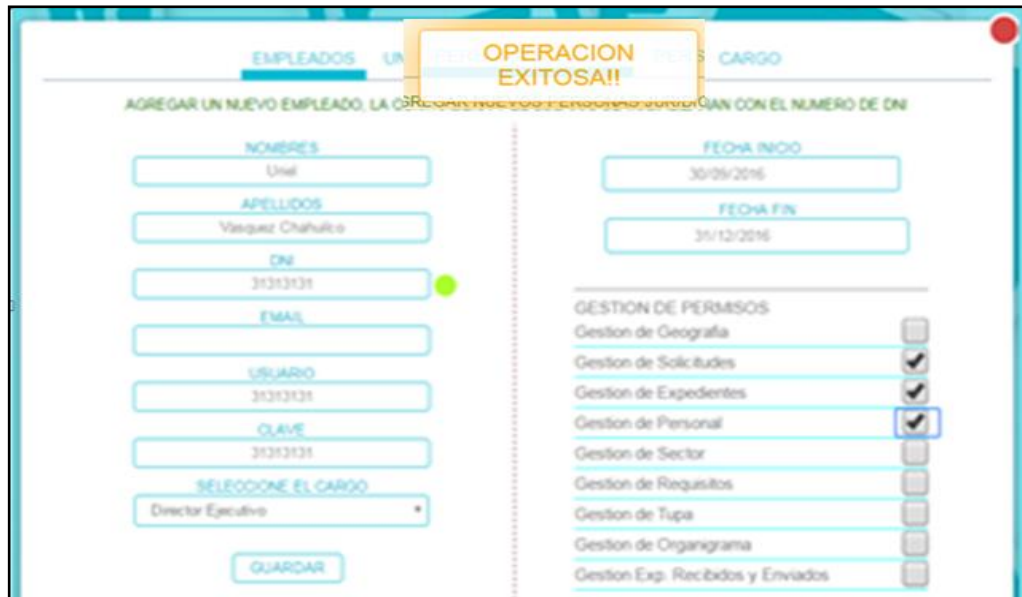 EMPLEADOS
OPERACION
EXITOSA!!
CARGO
AGREGAR UN NUEVO EMPLEADO, LA
CON EL NUMERO DE DNI
NOMBRES
Uriel
APELLIDOS
Vasquez Chahuilco
DNI
31313131
EMAIL
USUARIO
31313131
CLAVE
31313131
SELECCIONE EL CARGO
Director Ejecutivo
GUARDAR
FECHA INICIO
30/09/2016
FECHA FIN
31/12/2016
GESTION DE PERMISOS
Gestion de Geografia
Gestion de Solicitudes
Gestion de Expedientes
Gestion de Personal
Gestion de Sector
Gestion de Requisitos
Gestion de Tupa
Gestion de Organigrama
Gestion Exp. Recibidos y Enviados